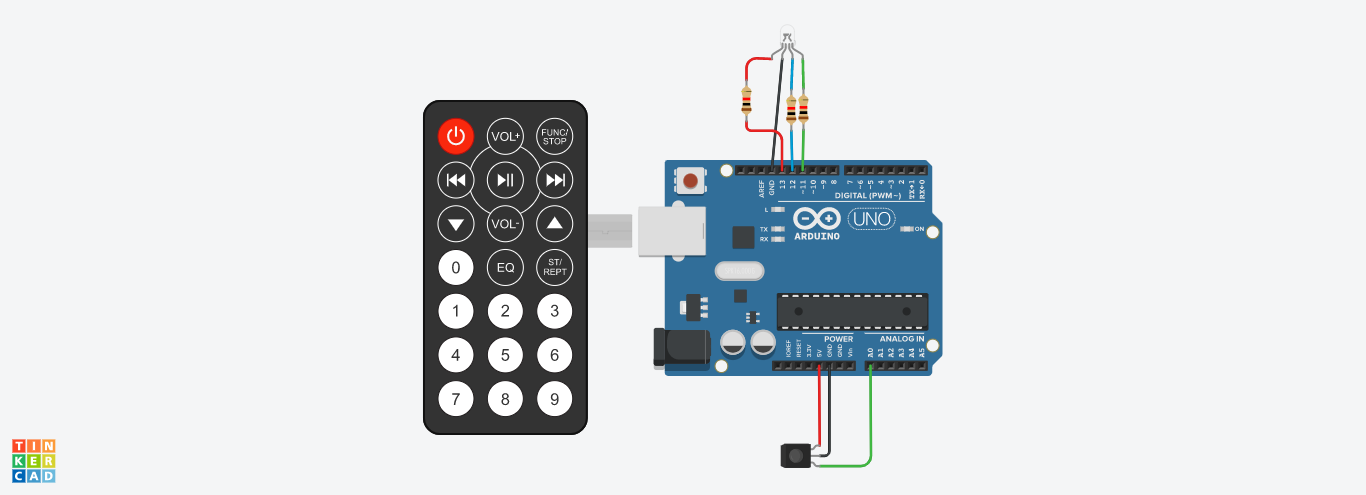 VOL+
FUNC/
STOP
VOL-
0
EQ
ST/
REPT
1
2
3
4
5
6
7
8
9
AREF
GND
13
12
~11
~10
~9
8
7
~6
~5
4
~3
2
TX→1
RX←0
DIGITAL (PWM~)
L
TX
RX
ARDUINO
UNO
ON
POWER
ANALOG IN
IOREF
RESET
3.3V
5V
GND
GND
Vin
A0
A1
A2
A3
A4
A5
TIN
KER
CAD